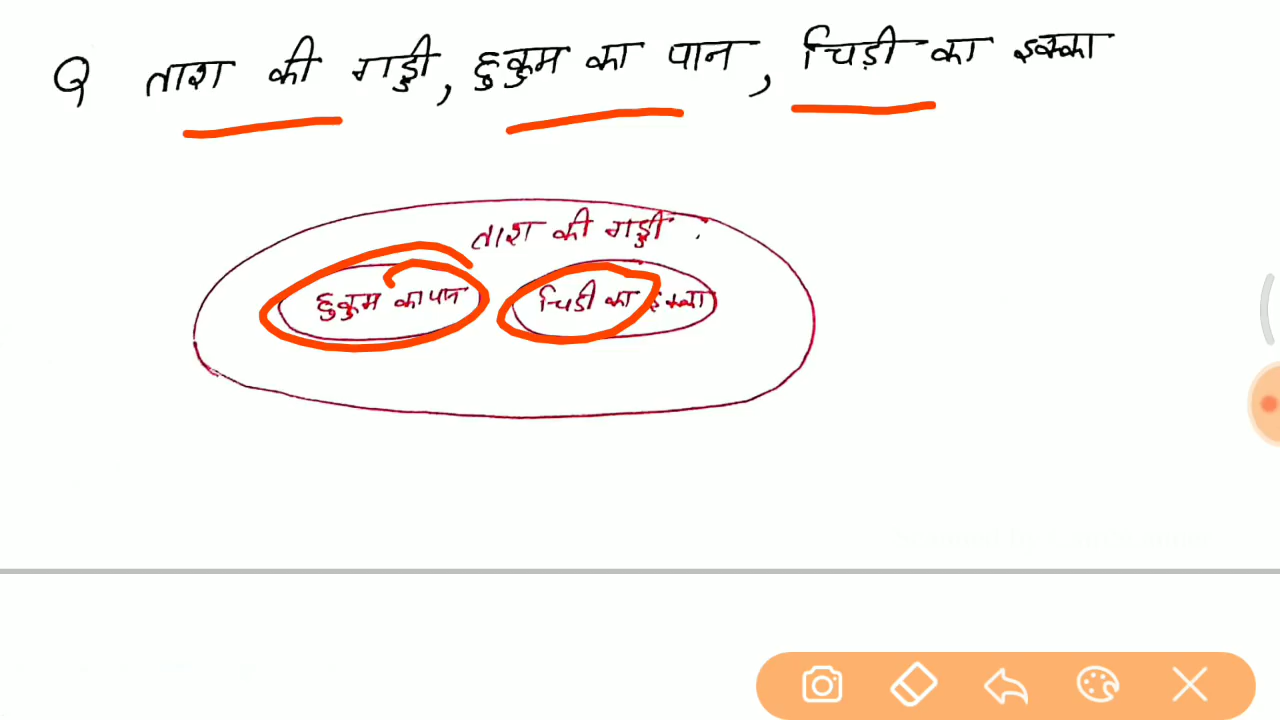 Q ताश की गड्डी, हुकुम का पान, चिड़ी का इक्का
ताश की गड्डी
हुकुम का पान चिडी का इक्का